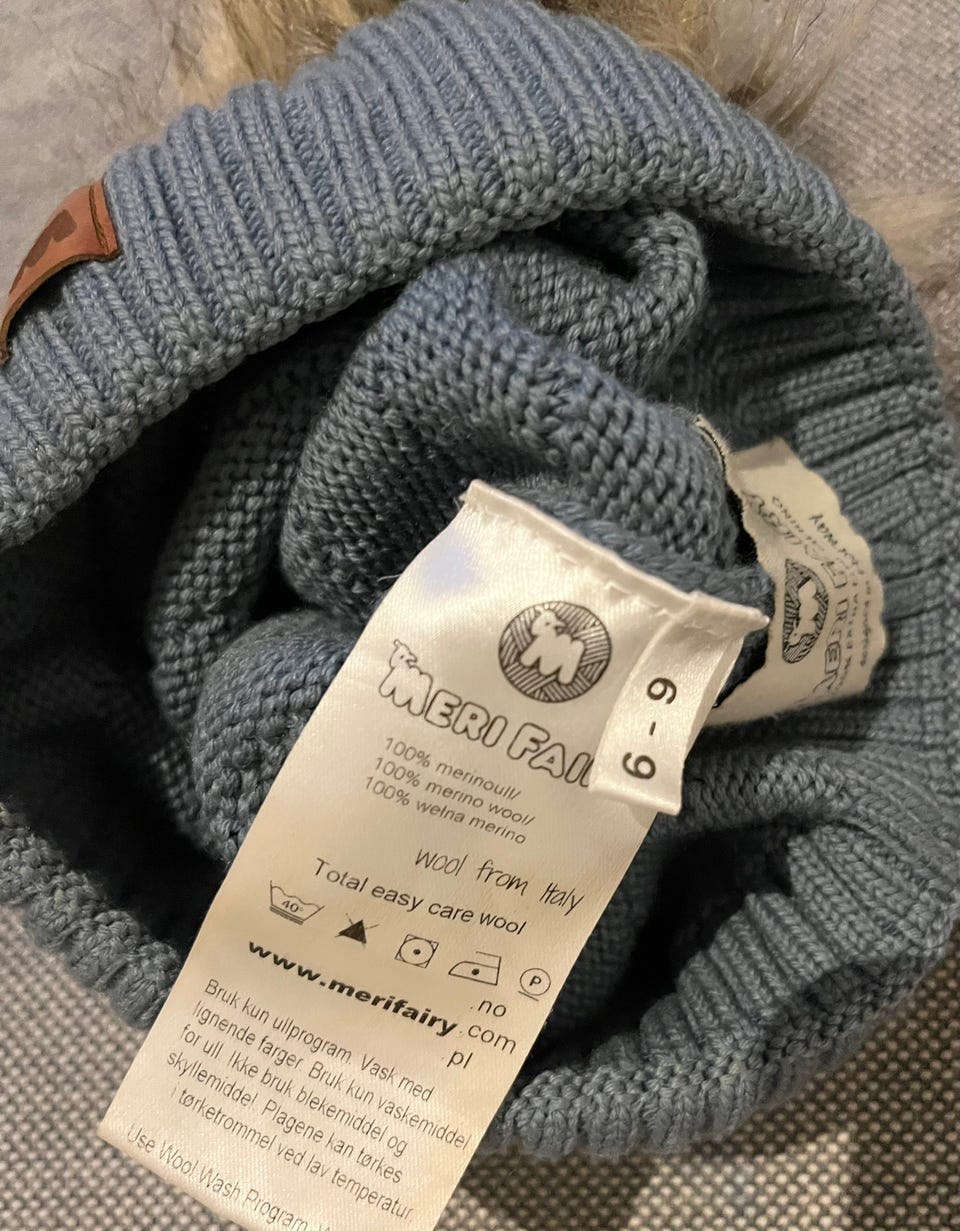 M
MERI FAI
6 - 9
100% merinoull/
100% merino wool/
100% wełna merino
wool from Italy
Total easy care wool
40°
P
.no
www.merifairy.com
.pl
Bruk kun ullprogram. Vask med
lignende farger. Bruk kun vaskemiddel
for ull. Ikke bruk blekemiddel og
skyllemiddel. Plagene kan tørkes
i tørketrommel ved lav temperatur.
Use Wool Wash Program.